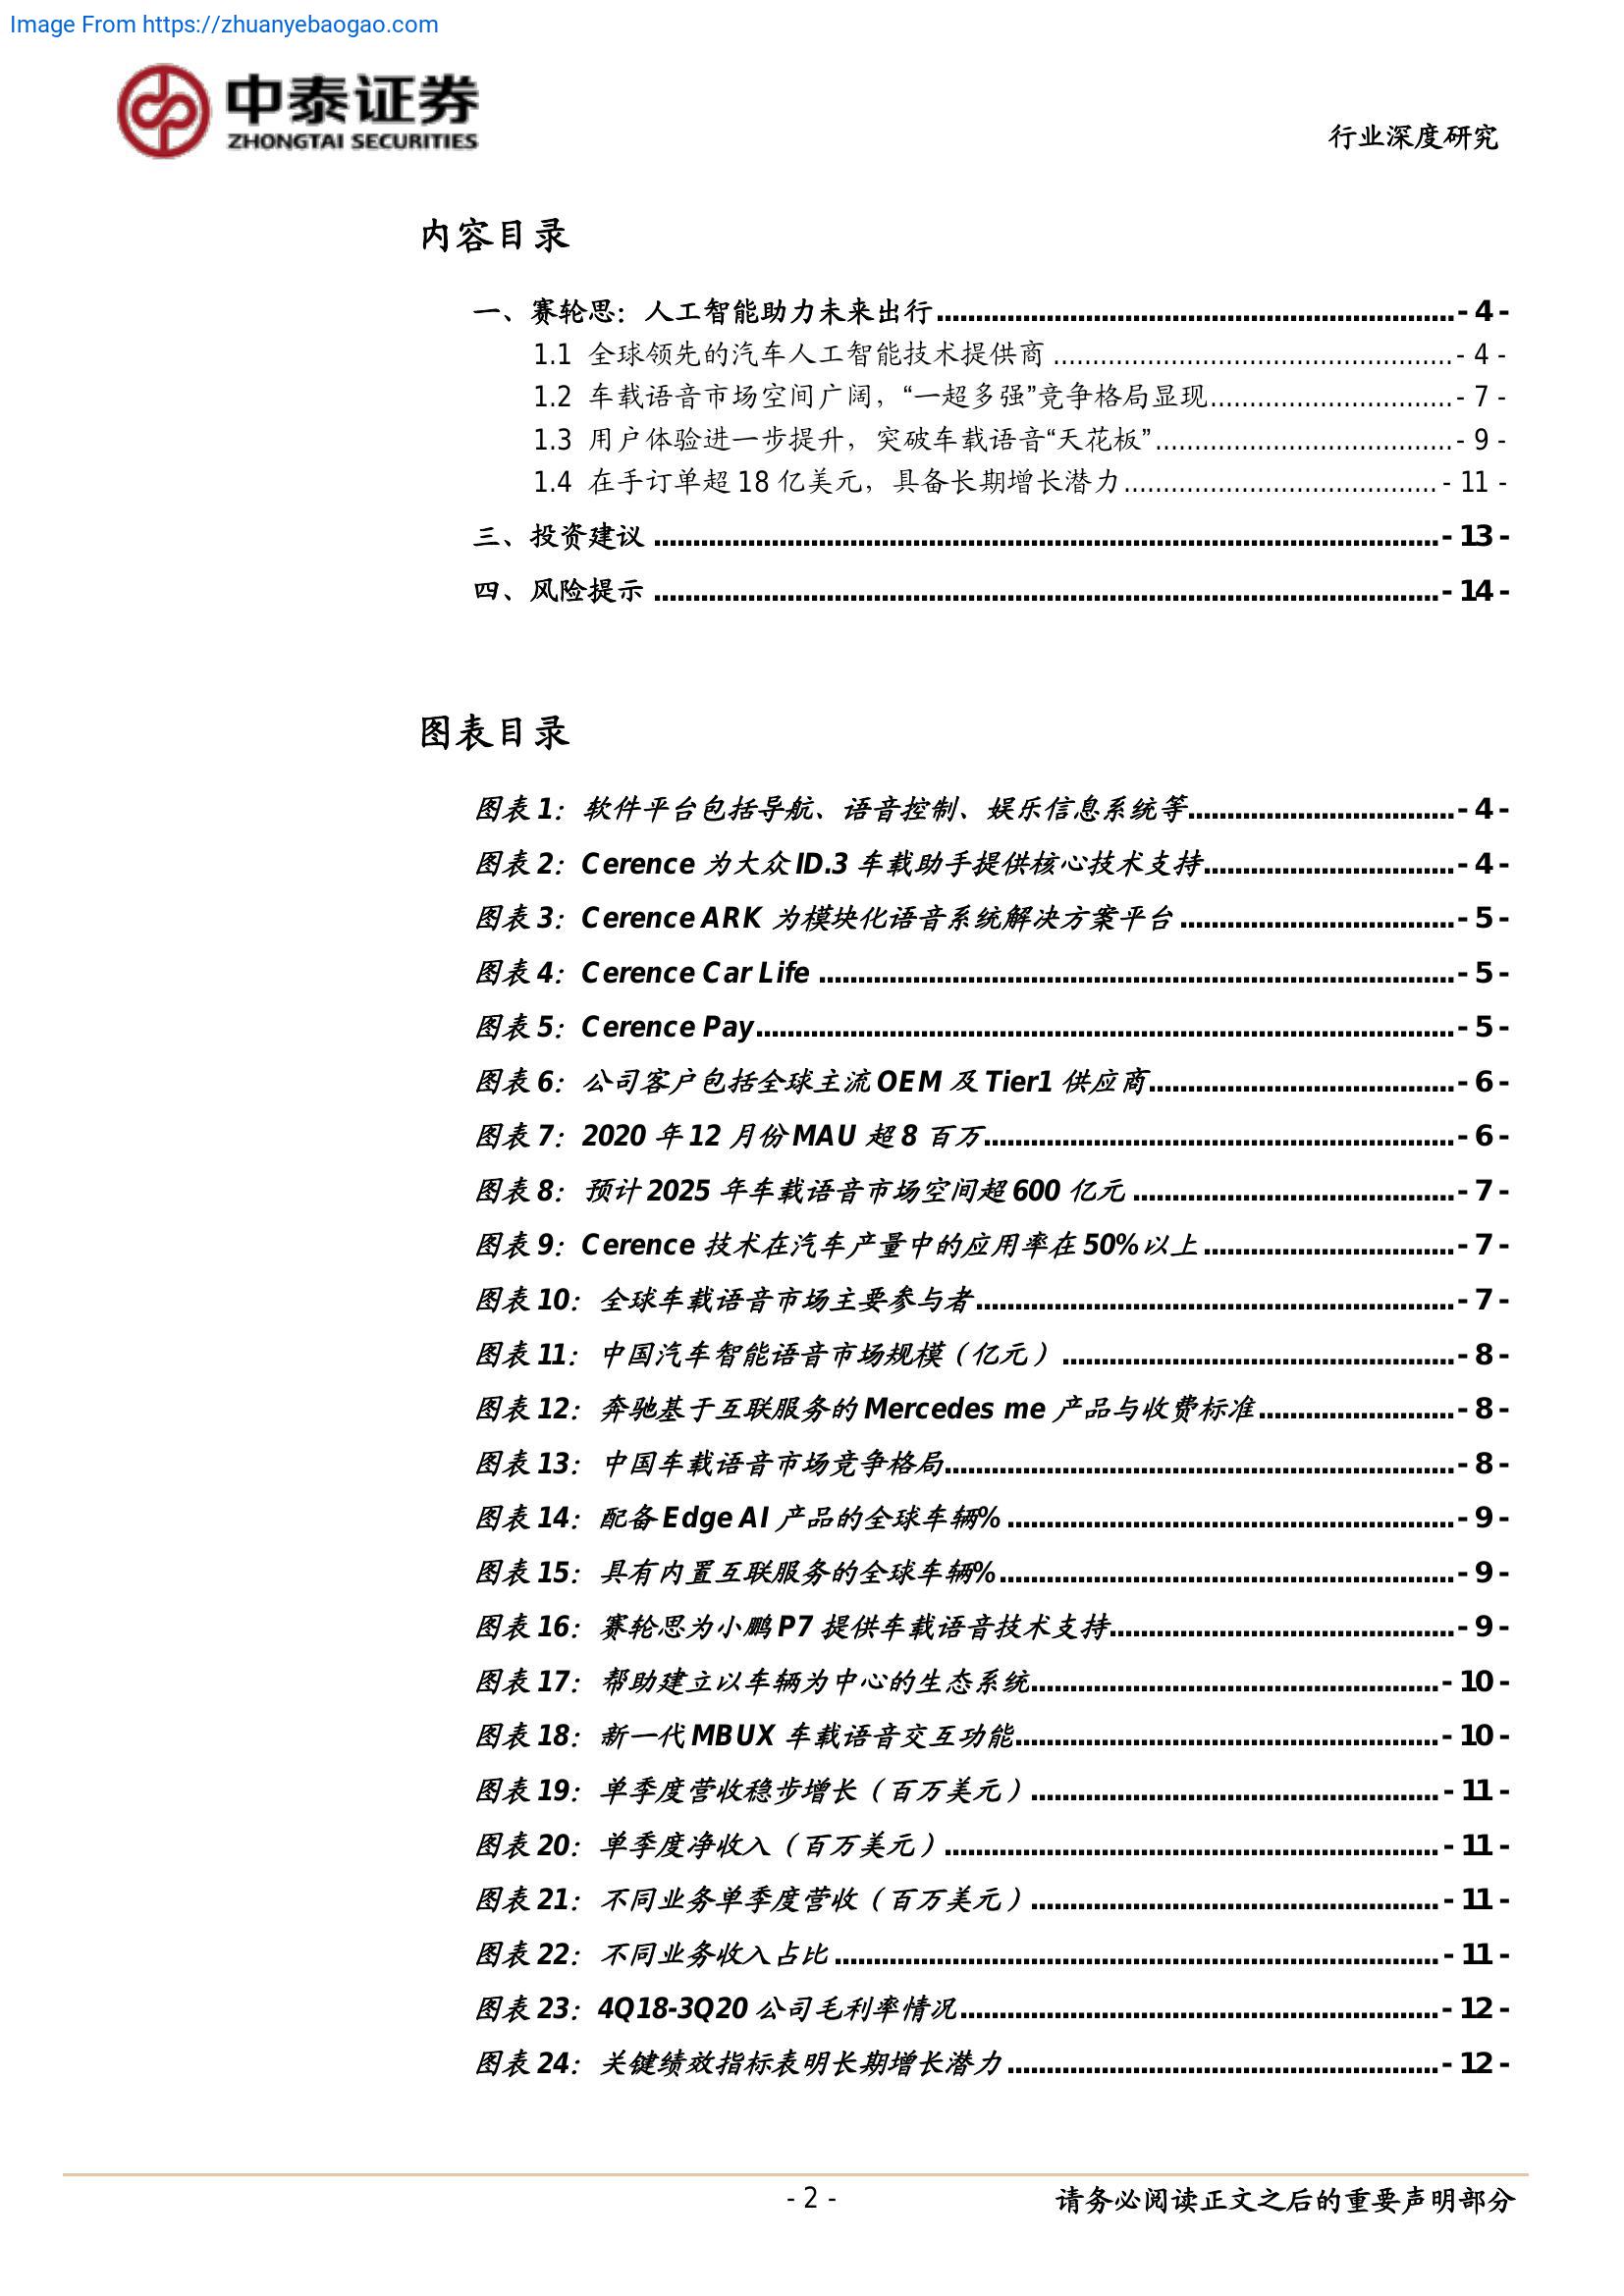 Image From https://zhuanyebaogao.com
中泰证券
ZHONGTAI SECURITIES
行业深度研究
内容目录
一、赛轮思：人工智能助力未来出行......- 4 -
1.1 全球领先的汽车人工智能技术提供商......- 4 -
1.2 车载语音市场空间广阔，“一超多强”竞争格局显现......- 7 -
1.3 用户体验进一步提升，突破车载语音“天花板”......- 9 -
1.4 在手订单超 18 亿美元，具备长期增长潜力......- 11 -
三、投资建议......- 13 -
四、风险提示......- 14 -
图表目录
图表 1：软件平台包括导航、语音控制、娱乐信息系统等......- 4 -
图表 2：Cerence 为大众 ID.3 车载助手提供核心技术支持......- 4 -
图表 3：Cerence ARK 为模块化语音系统解决方案平台......- 5 -
图表 4：Cerence Car Life......- 5 -
图表 5：Cerence Pay......- 5 -
图表 6：公司客户包括全球主流 OEM 及 Tier1 供应商......- 6 -
图表 7：2020 年 12 月份 MAU 超 8 百万......- 6 -
图表 8：预计 2025 年车载语音市场空间超 600 亿元......- 7 -
图表 9：Cerence 技术在汽车产量中的应用率在 50%以上......- 7 -
图表 10：全球车载语音市场主要参与者......- 7 -
图表 11：中国汽车智能语音市场规模（亿元）......- 8 -
图表 12：奔驰基于互联服务的 Mercedes me 产品与收费标准......- 8 -
图表 13：中国车载语音市场竞争格局......- 8 -
图表 14：配备 Edge AI 产品的全球车辆%......- 9 -
图表 15：具有内置互联服务的全球车辆%......- 9 -
图表 16：赛轮思为小鹏 P7 提供车载语音技术支持......- 9 -
图表 17：帮助建立以车辆为中心的生态系统......- 10 -
图表 18：新一代 MBUX 车载语音交互功能......- 10 -
图表 19：单季度营收稳步增长（百万美元）......- 11 -
图表 20：单季度净收入（百万美元）......- 11 -
图表 21：不同业务单季度营收（百万美元）......- 11 -
图表 22：不同业务收入占比......- 11 -
图表 23：4Q18-3Q20 公司毛利率情况......- 12 -
图表 24：关键绩效指标表明长期增长潜力......- 12 -
- 2 -
请务必阅读正文之后的重要声明部分